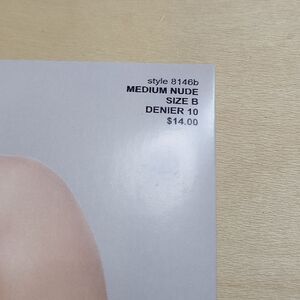 style 8146b
MEDIUM NUDE
SIZE B
DENIER 10
$14.00